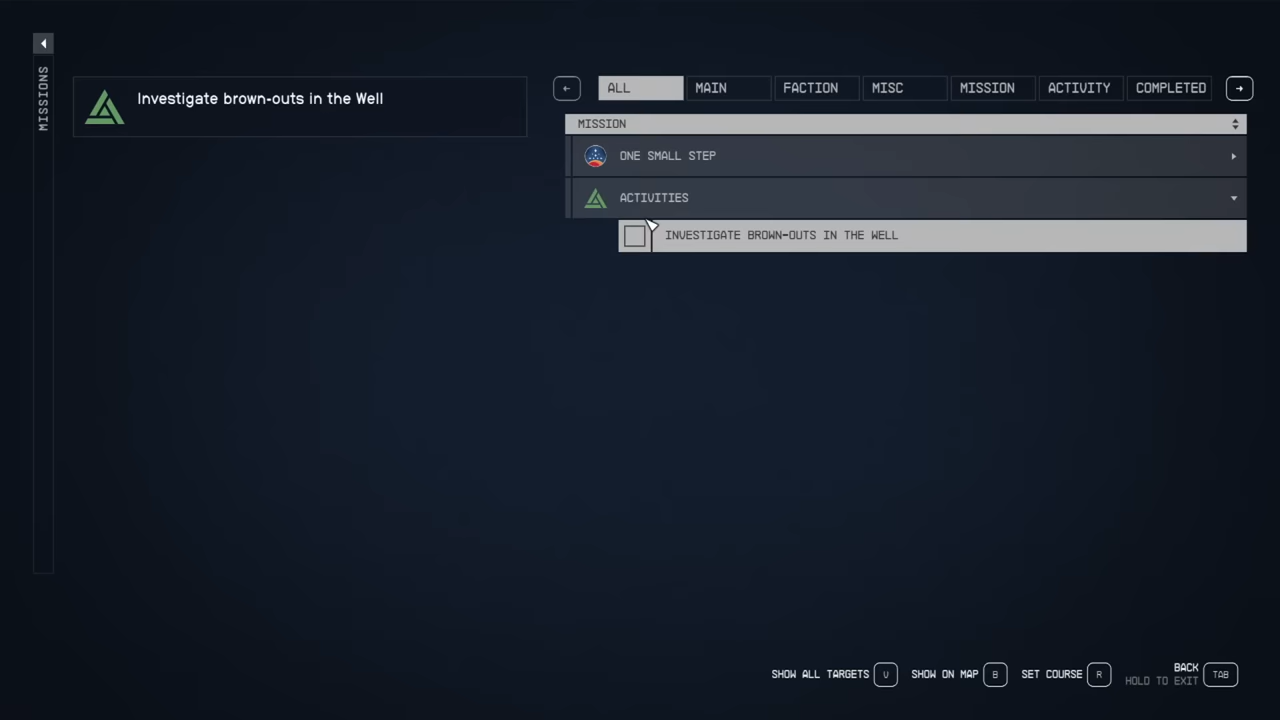 MISSIONS
Investigate brown-outs in the Well
ALL MAIN FACTION MISC MISSION ACTIVITY COMPLETED
MISSION
ONE SMALL STEP
ACTIVITIES
INVESTIGATE BROWN-OUTS IN THE WELL
SHOW ALL TARGETS V SHOW ON MAP B SET COURSE R BACK TAB
HOLD TO EXIT